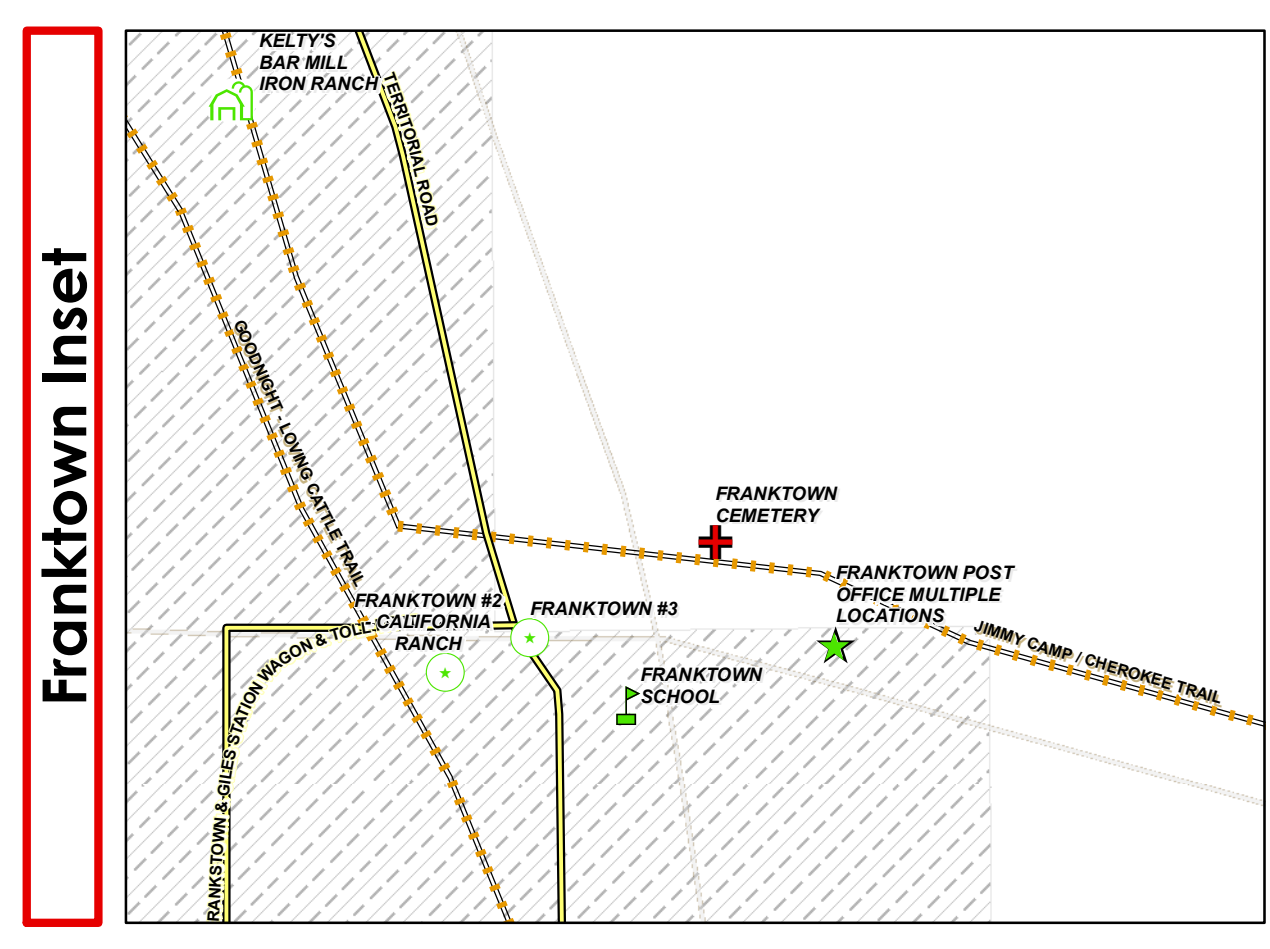 Franktown Inset
KELTY'S
BAR MILL
IRON RANCH
TERRITORIAL ROAD
GOODNIGHT - LOVING CATTLE TRAIL
FRANKTOWN
CEMETERY
FRANKTOWN POST
OFFICE MULTIPLE
LOCATIONS
FRANKTOWN #2
CALIFORNIA
RANCH
FRANKTOWN #3
JIMMY CAMP / CHEROKEE TRAIL
FRANKTOWN
SCHOOL
RANKSTOWN & GILES STATION WAGON & TOLL